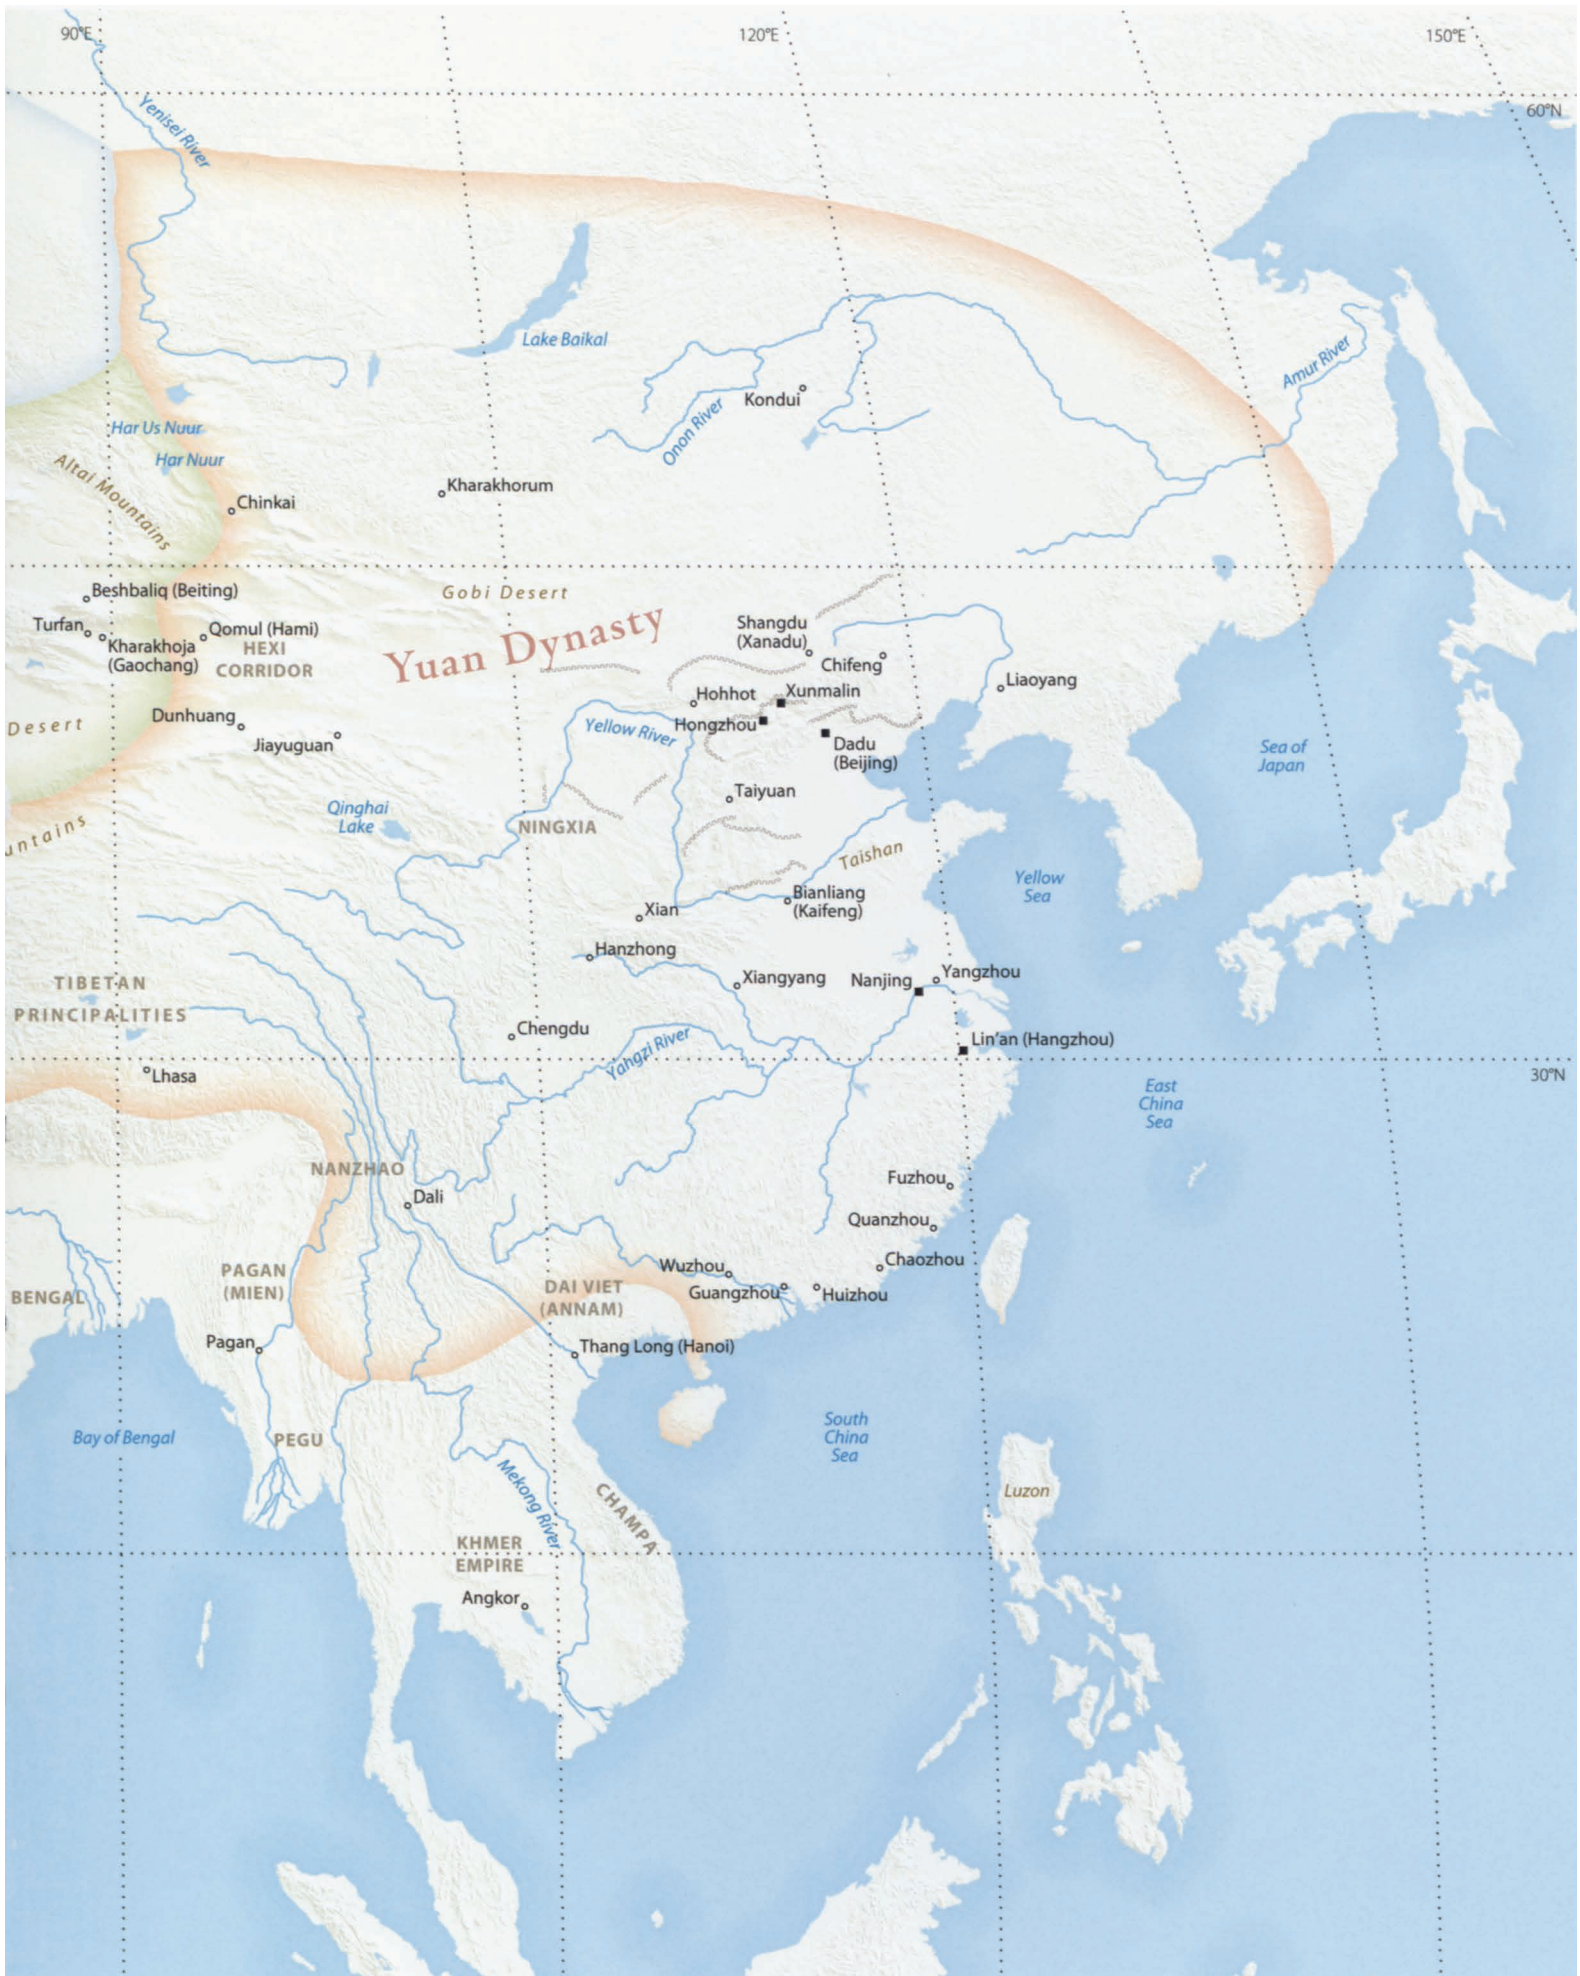 90°E
120°E
150°E
60°N
Yenisei River
Lake Baikal
Amur River
Kondui
Onon River
Har Us Nuur
Har Nuur
Altai Mountains
Kharakhorum
Chinkai
Beshbaliq (Beiting)
Gobi Desert
Turfan
Qomul (Hami)
Kharakhoja
(Gaochang)
HEXI
CORRIDOR
Yuan Dynasty
Shangdu
(Xanadu)
Chifeng
Liaoyang
Hohhot
Xunmalin
Hongzhou
Yellow River
Dunhuang
Jiayuguan
Desert
Dadu
(Beijing)
Sea of
Japan
Taiyuan
Qinghai
Lake
NINGXIA
untains
Taishan
Yellow
Sea
Bianliang
(Kaifeng)
Xian
Hanzhong
Xiangyang
Nanjing
Yangzhou
TIBETAN
PRINCIPALITIES
Chengdu
Yangzi River
Lin'an (Hangzhou)
Lhasa
30°N
East
China
Sea
NANZHAO
Dali
Fuzhou
Quanzhou
Chaozhou
Wuzhou
Guangzhou
Huizhou
PAGAN
(MIEN)
BENGAL
DAI VIET
(ANNAM)
Pagan
Thang Long (Hanoi)
Bay of Bengal
PEGU
South
China
Sea
Mekong River
CHAMPA
Luzon
KHMER
EMPIRE
Angkor